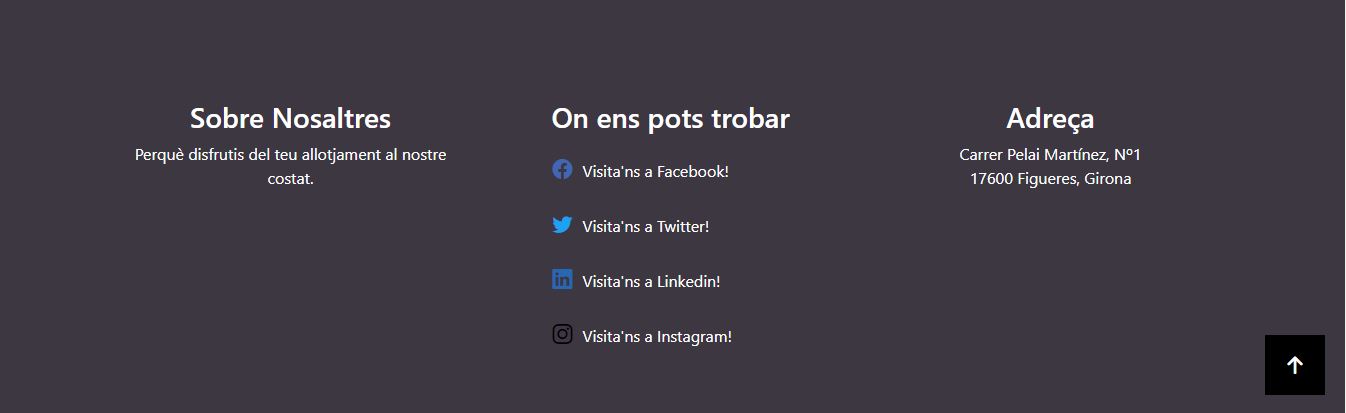 Sobre Nosaltres
Perquè disfrutis del teu allotjament al nostre
costat.
On ens pots trobar
Visita'ns a Facebook!
Visita'ns a Twitter!
Visita'ns a Linkedin!
Visita'ns a Instagram!
Adreça
Carrer Pelai Martínez, Nº1
17600 Figueres, Girona